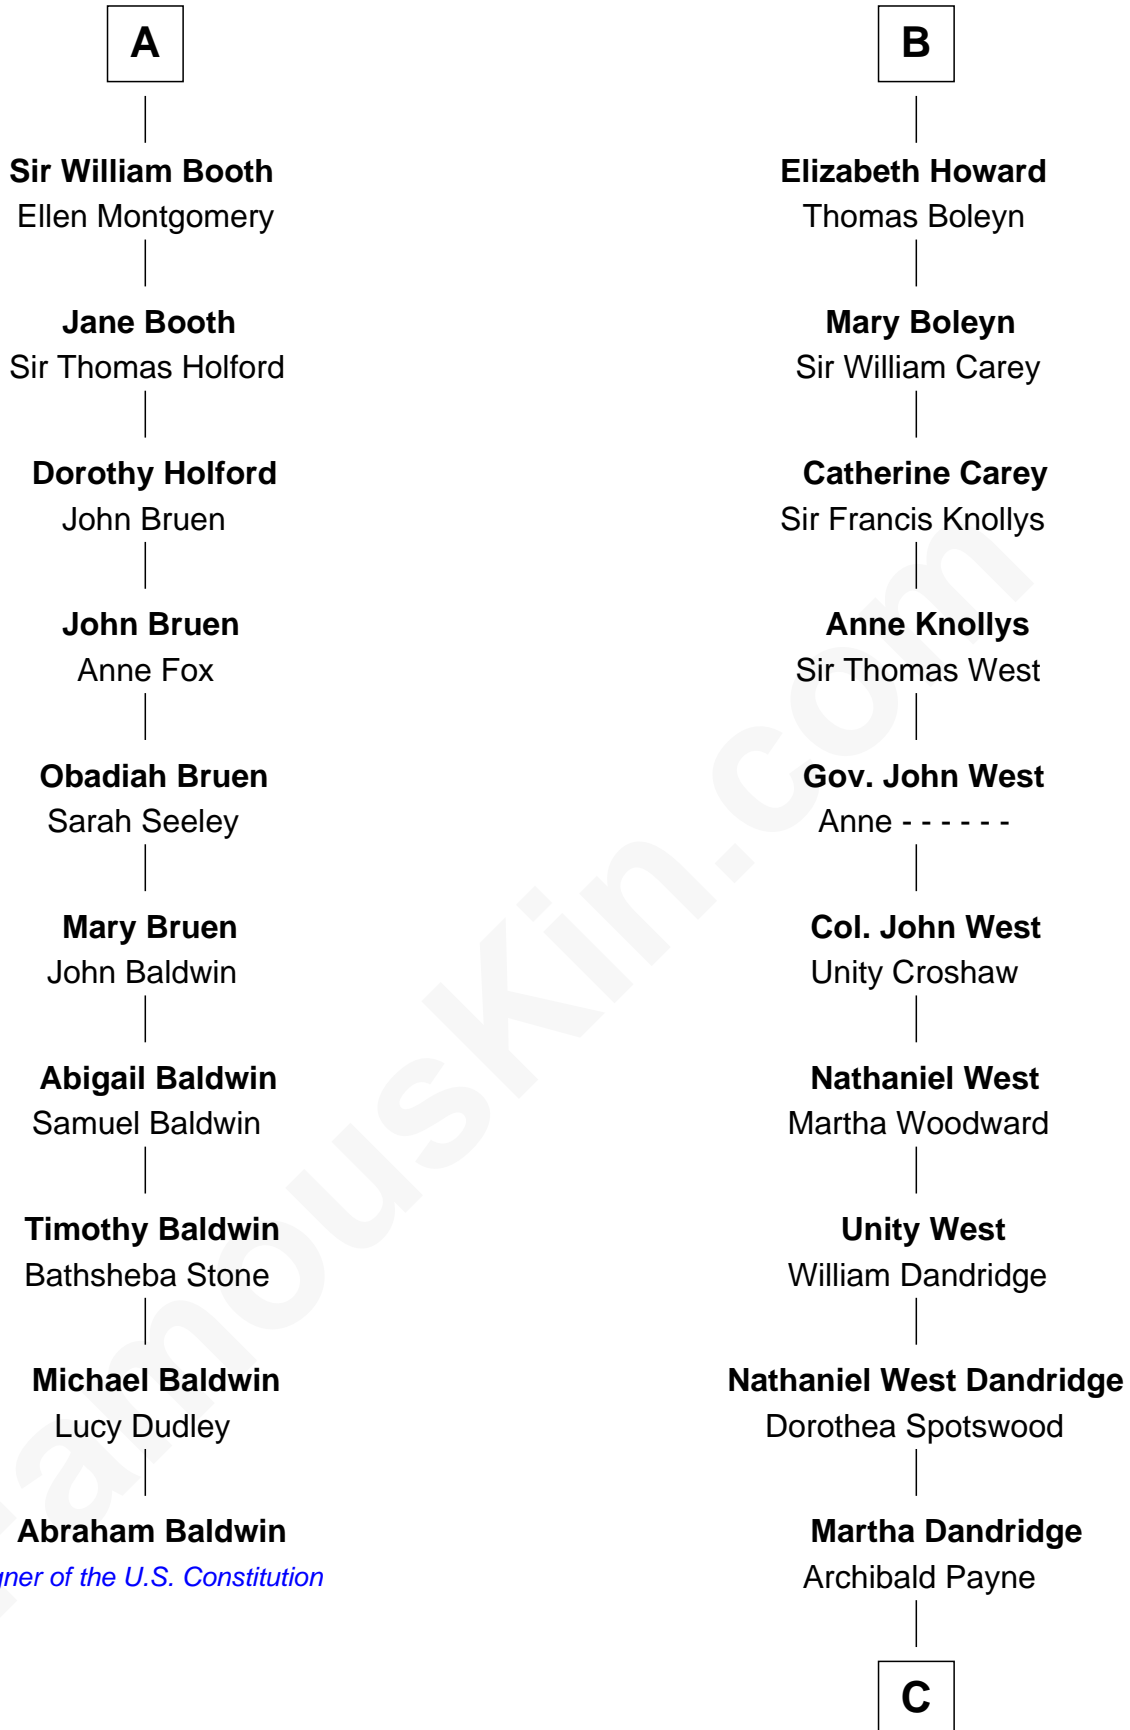 A
Sir William Booth
Ellen Montgomery
Jane Booth
Sir Thomas Holford
Dorothy Holford
John Bruen
John Bruen
Anne Fox
Obadiah Bruen
Sarah Seeley
Mary Bruen
John Baldwin
Abigail Baldwin
Samuel Baldwin
Timothy Baldwin
Bathsheba Stone
Michael Baldwin
Lucy Dudley
Abraham Baldwin
gner of the U.S. Constitution
B
Elizabeth Howard
Thomas Boleyn
Mary Boleyn
Sir William Carey
Catherine Carey
Sir Francis Knollys
Anne Knollys
Sir Thomas West
Gov. John West
Anne - - - - - -
Col. John West
Unity Croshaw
Nathaniel West
Martha Woodward
Unity West
William Dandridge
Nathaniel West Dandridge
Dorothea Spotswood
Martha Dandridge
Archibald Payne
C
FamousKin.com